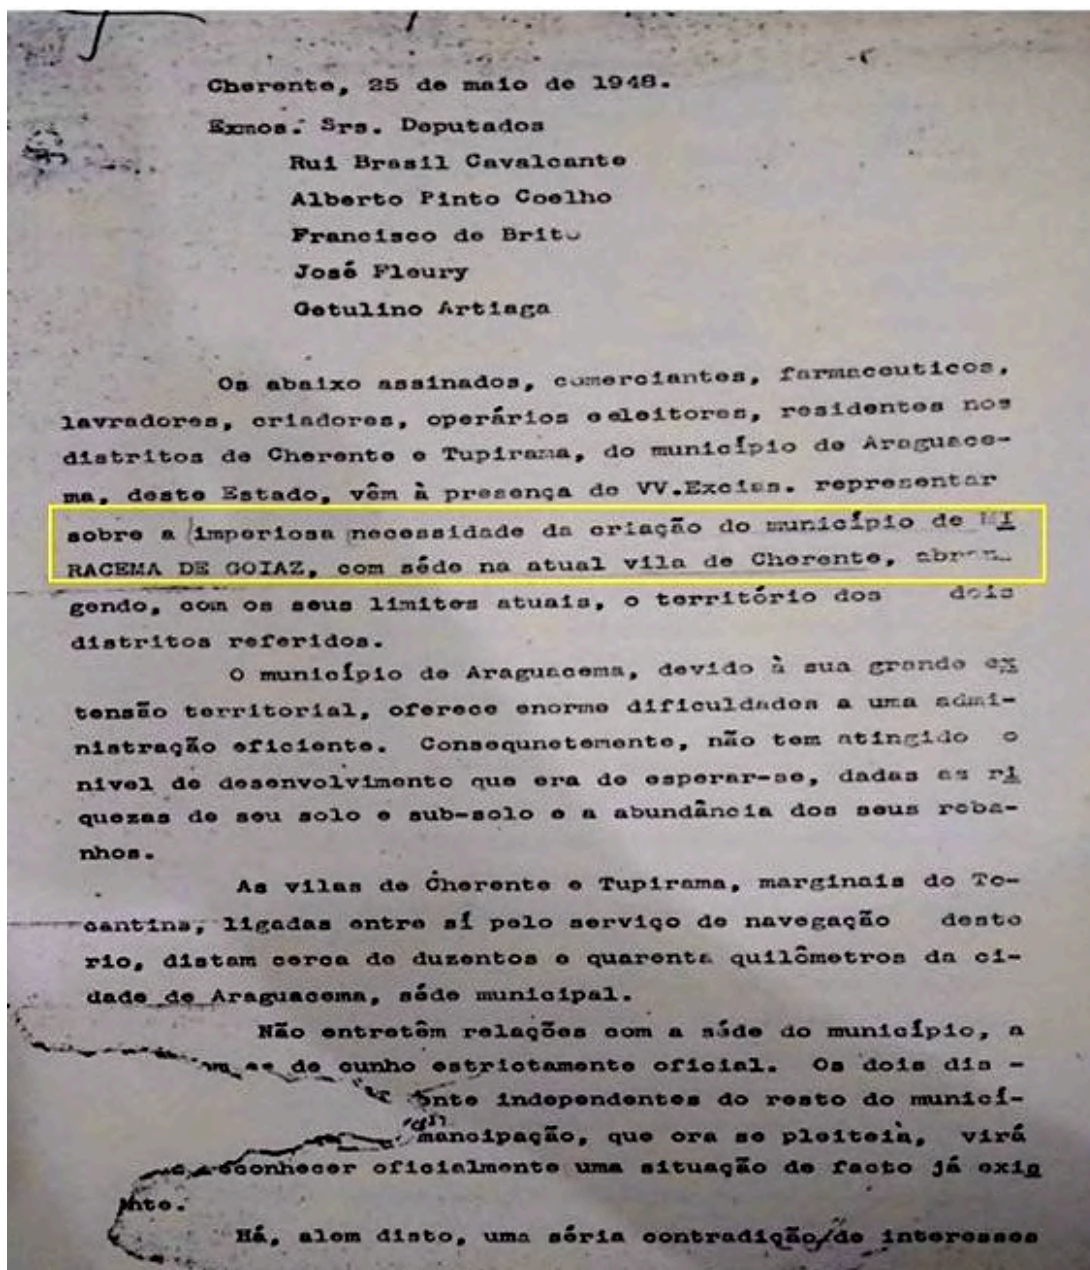 Cherente, 25 de maio de 1948.
Exmos. Srs. Deputados
Rui Brasil Cavalcante
Alberto Pinto Coelho
Francisco de Brito
José Fleury
Getulino Artiaga
Os abaixo assinados, comerciantes, farmaceuticos,
lavradores, criadores, operários e eleitores, residentes nos
distritos de Cherente e Tupirama, do município de Araguace-
ma, deste Estado, vêm à presença de VV.Excias. representar
sobre a imperiosa necessidade da criação do município de MI
RACEMA DE GOIAZ, com séde na atual vila de Cherente, abran
gendo, com os seus limites atuais, o território dos dois
distritos referidos.
O município de Araguacema, devido à sua grande ex
tensão territorial, oferece enorme dificuldades a uma admi-
nistração eficiente. Consequnetemente, não tem atingido o
nivel de desenvolvimento que era de esperar-se, dadas as ri
quezas de seu solo e sub-solo e a abundância dos seus reba-
nhos.
As vilas de Cherente e Tupirama, marginais do To-
cantins, ligadas entre sí pelo serviço de navegação deste
rio, distam cerca de duzentos e quarenta quilômetros da ci-
dade de Araguacema, séde municipal.
Não entretêm relações com a séde do município, a
as de cunho estrictamente oficial. Os dois dis -
ente independentes do resto do municí-
mancipação, que ora se pleiteia, virá
econhecer oficialmente uma situação de facto já exis
nte.
Há, alem disto, uma séria contradição de interesses